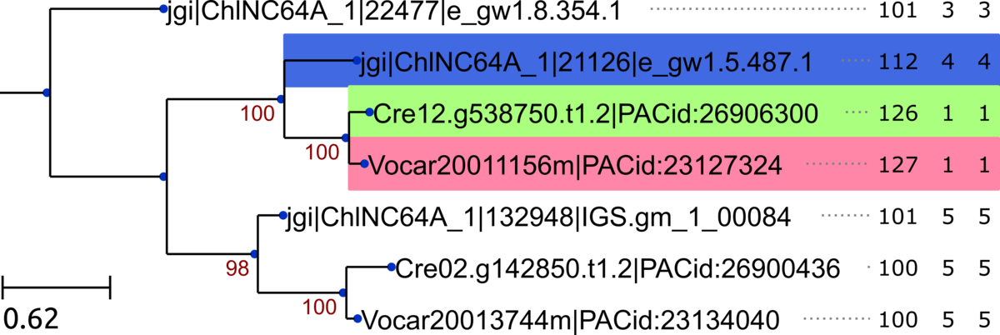 jgi|ChlNC64A_1|22477|e_gw1.8.354.1 101 3 3
jgi|ChlNC64A_1|21126|e_gw1.5.487.1 112 4 4
100
Cre12.g538750.t1.2|PACid:26906300 126 1 1
100
Vocar20011156m|PACid:23127324 127 1 1
jgi|ChlNC64A_1|132948|IGS.gm_1_00084 101 5 5
98
Cre02.g142850.t1.2|PACid:26900436 100 5 5
100
Vocar20013744m|PACid:23134040 100 5 5
0.62